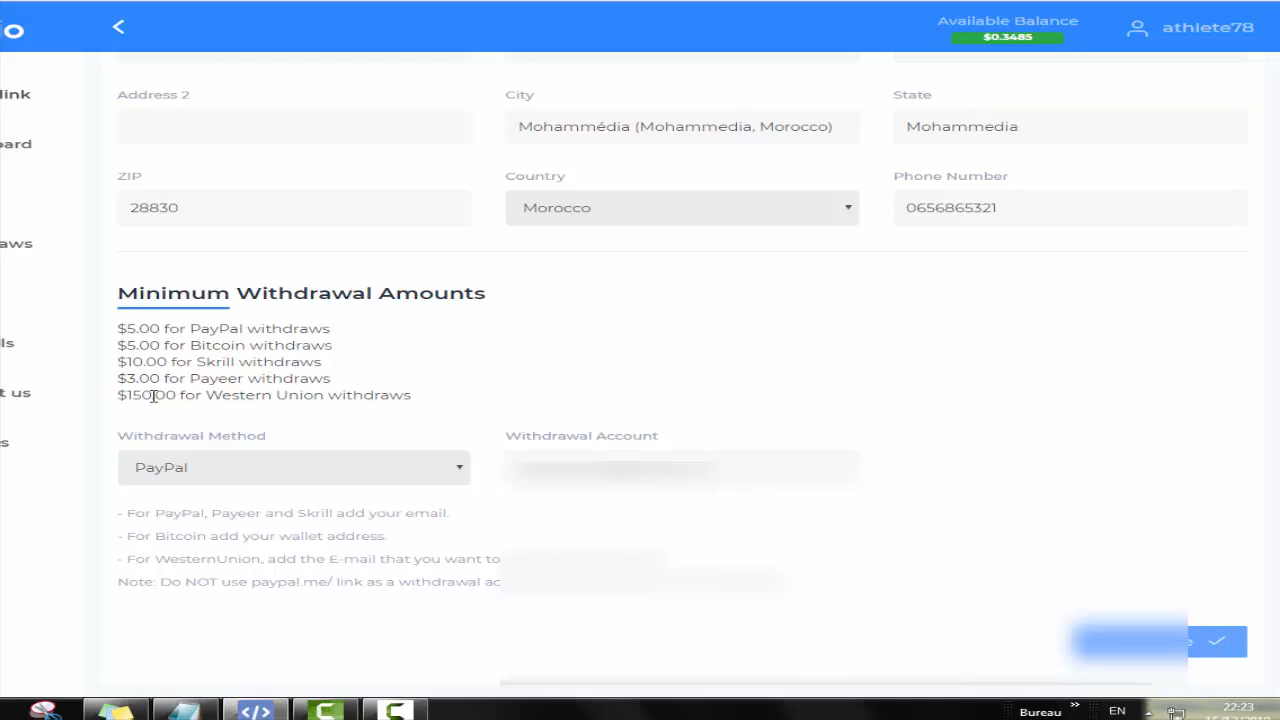 io
Available Balance
$0.3485
athlete78
link
oard
aws
lls
t us
s
Address 2
City
State
Mohammédia (Mohammedia, Morocco)
Mohammedia
ZIP
Country
Phone Number
28830
Morocco
0656865321
Minimum Withdrawal Amounts
$5.00 for PayPal withdraws
$5.00 for Bitcoin withdraws
$10.00 for Skrill withdraws
$3.00 for Payeer withdraws
$150.00 for Western Union withdraws
Withdrawal Method
Withdrawal Account
PayPal
- For PayPal, Payeer and Skrill add your email.
- For Bitcoin add your wallet address.
- For WesternUnion, add the E-mail that you want to
Note: Do NOT use paypal.me/ link as a withdrawal ac
e
Bureau
EN
22:23